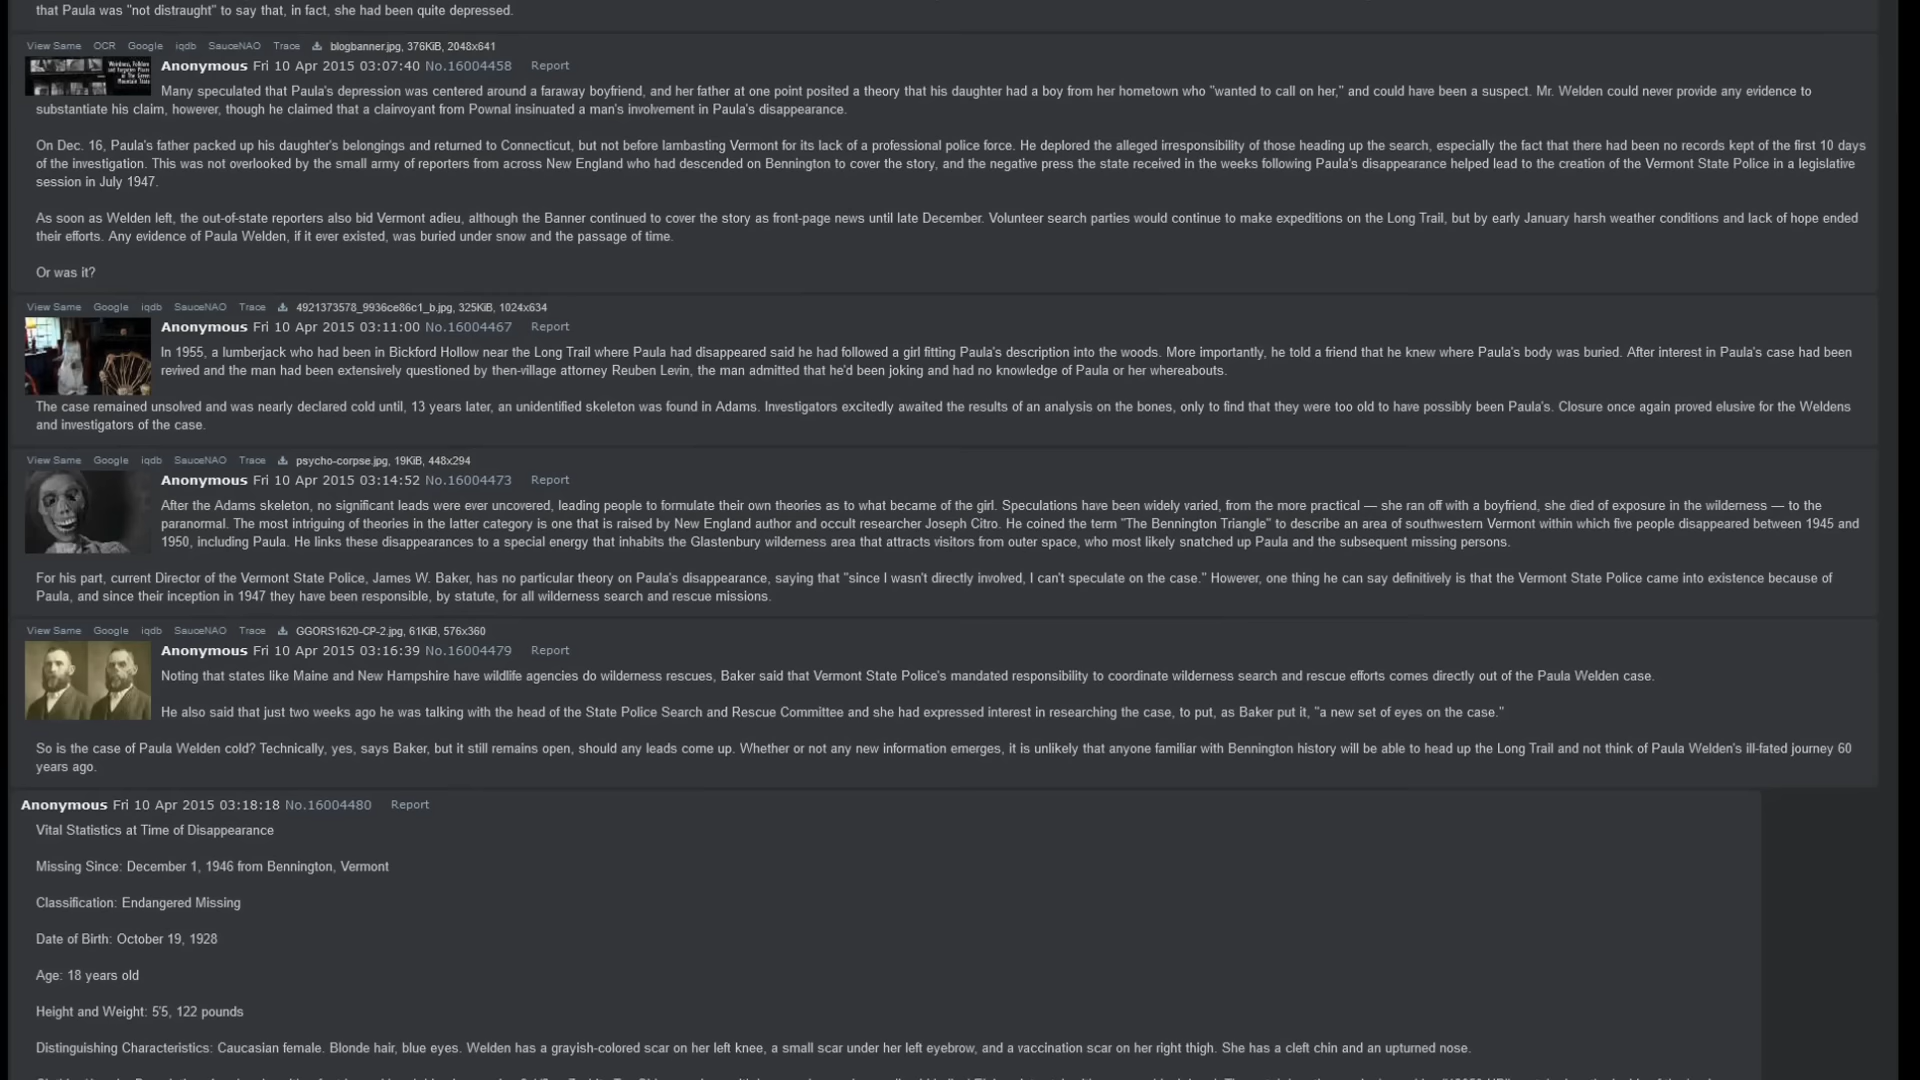 that Paula was "not distraught" to say that, in fact, she had been quite depressed.
View Same OCR Google iqdb SauceNAO Trace blogbanner.jpg, 376KiB, 2048x641
Anonymous Fri 10 Apr 2015 03:07:40 No.16004458 Report
Many speculated that Paula's depression was centered around a faraway boyfriend, and her father at one point posited a theory that his daughter had a boy from her hometown who "wanted to call on her," and could have been a suspect. Mr. Welden could never provide any evidence to
substantiate his claim, however, though he claimed that a clairvoyant from Pownal insinuated a man's involvement in Paula's disappearance.
On Dec. 16, Paula's father packed up his daughter's belongings and returned to Connecticut, but not before lambasting Vermont for its lack of a professional police force. He deplored the alleged irresponsibility of those heading up the search, especially the fact that there had been no records kept of the first 10 days
of the investigation. This was not overlooked by the small army of reporters from across New England who had descended on Bennington to cover the story, and the negative press the state received in the weeks following Paula's disappearance helped lead to the creation of the Vermont State Police in a legislative
session in July 1947.
As soon as Welden left, the out-of-state reporters also bid Vermont adieu, although the Banner continued to cover the story as front-page news until late December. Volunteer search parties would continue to make expeditions on the Long Trail, but by early January harsh weather conditions and lack of hope ended
their efforts. Any evidence of Paula Welden, if it ever existed, was buried under snow and the passage of time.
Or was it?
View Same Google iqdb SauceNAO Trace 4921373578_9936ce86c1_b.jpg, 325KiB, 1024x634
Anonymous Fri 10 Apr 2015 03:11:00 No.16004467 Report
In 1955, a lumberjack who had been in Bickford Hollow near the Long Trail where Paula had disappeared said he had followed a girl fitting Paula's description into the woods. More importantly, he told a friend that he knew where Paula's body was buried. After interest in Paula's case had been
revived and the man had been extensively questioned by then-village attorney Reuben Levin, the man admitted that he'd been joking and had no knowledge of Paula or her whereabouts.
The case remained unsolved and was nearly declared cold until, 13 years later, an unidentified skeleton was found in Adams. Investigators excitedly awaited the results of an analysis on the bones, only to find that they were too old to have possibly been Paula's. Closure once again proved elusive for the Weldens
and investigators of the case.
View Same Google iqdb SauceNAO Trace psycho-corpse.jpg, 19KiB, 448x294
Anonymous Fri 10 Apr 2015 03:14:52 No.16004473 Report
After the Adams skeleton, no significant leads were ever uncovered, leading people to formulate their own theories as to what became of the girl. Speculations have been widely varied, from the more practical — she ran off with a boyfriend, she died of exposure in the wilderness — to the
paranormal. The most intriguing of theories in the latter category is one that is raised by New England author and occult researcher Joseph Citro. He coined the term "The Bennington Triangle" to describe an area of southwestern Vermont within which five people disappeared between 1945 and
1950, including Paula. He links these disappearances to a special energy that inhabits the Glastenbury wilderness area that attracts visitors from outer space, who most likely snatched up Paula and the subsequent missing persons.
For his part, current Director of the Vermont State Police, James W. Baker, has no particular theory on Paula's disappearance, saying that "since I wasn't directly involved, I can't speculate on the case." However, one thing he can say definitively is that the Vermont State Police came into existence because of
Paula, and since their inception in 1947 they have been responsible, by statute, for all wilderness search and rescue missions.
View Same Google iqdb SauceNAO Trace GGORS1620-CP-2.jpg, 61KiB, 576x360
Anonymous Fri 10 Apr 2015 03:16:39 No.16004479 Report
Noting that states like Maine and New Hampshire have wildlife agencies do wilderness rescues, Baker said that Vermont State Police's mandated responsibility to coordinate wilderness search and rescue efforts comes directly out of the Paula Welden case.
He also said that just two weeks ago he was talking with the head of the State Police Search and Rescue Committee and she had expressed interest in researching the case, to put, as Baker put it, "a new set of eyes on the case."
So is the case of Paula Welden cold? Technically, yes, says Baker, but it still remains open, should any leads come up. Whether or not any new information emerges, it is unlikely that anyone familiar with Bennington history will be able to head up the Long Trail and not think of Paula Welden's ill-fated journey 60
years ago.
Anonymous Fri 10 Apr 2015 03:18:18 No.16004480 Report
Vital Statistics at Time of Disappearance
Missing Since: December 1, 1946 from Bennington, Vermont
Classification: Endangered Missing
Date of Birth: October 19, 1928
Age: 18 years old
Height and Weight: 5'5, 122 pounds
Distinguishing Characteristics: Caucasian female. Blonde hair, blue eyes. Welden has a grayish-colored scar on her left knee, a small scar under her left eyebrow, and a vaccination scar on her right thigh. She has a cleft chin and an upturned nose.